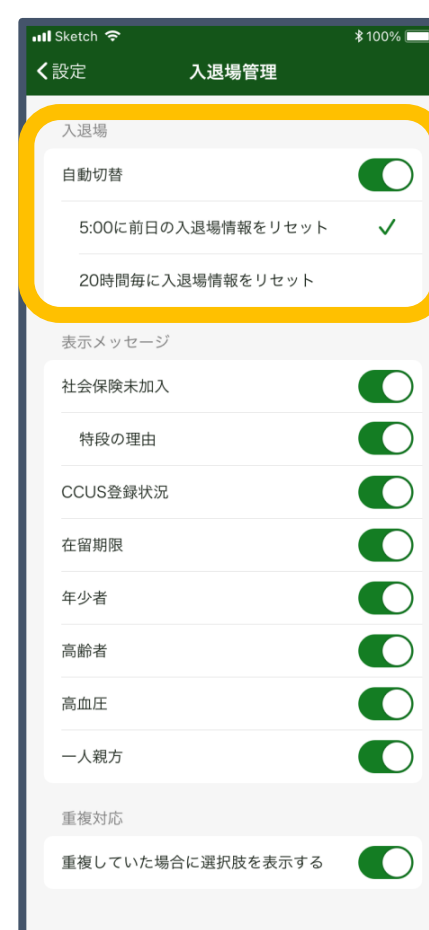 Sketch
100%
設定
入退場管理
入退場
自動切替
5:00に前日の入退場情報をリセット
20時間毎に入退場情報をリセット
表示メッセージ
社会保険未加入
特段の理由
CCUS登録状況
在留期限
年少者
高齢者
高血圧
一人親方
重複対応
重複していた場合に選択肢を表示する